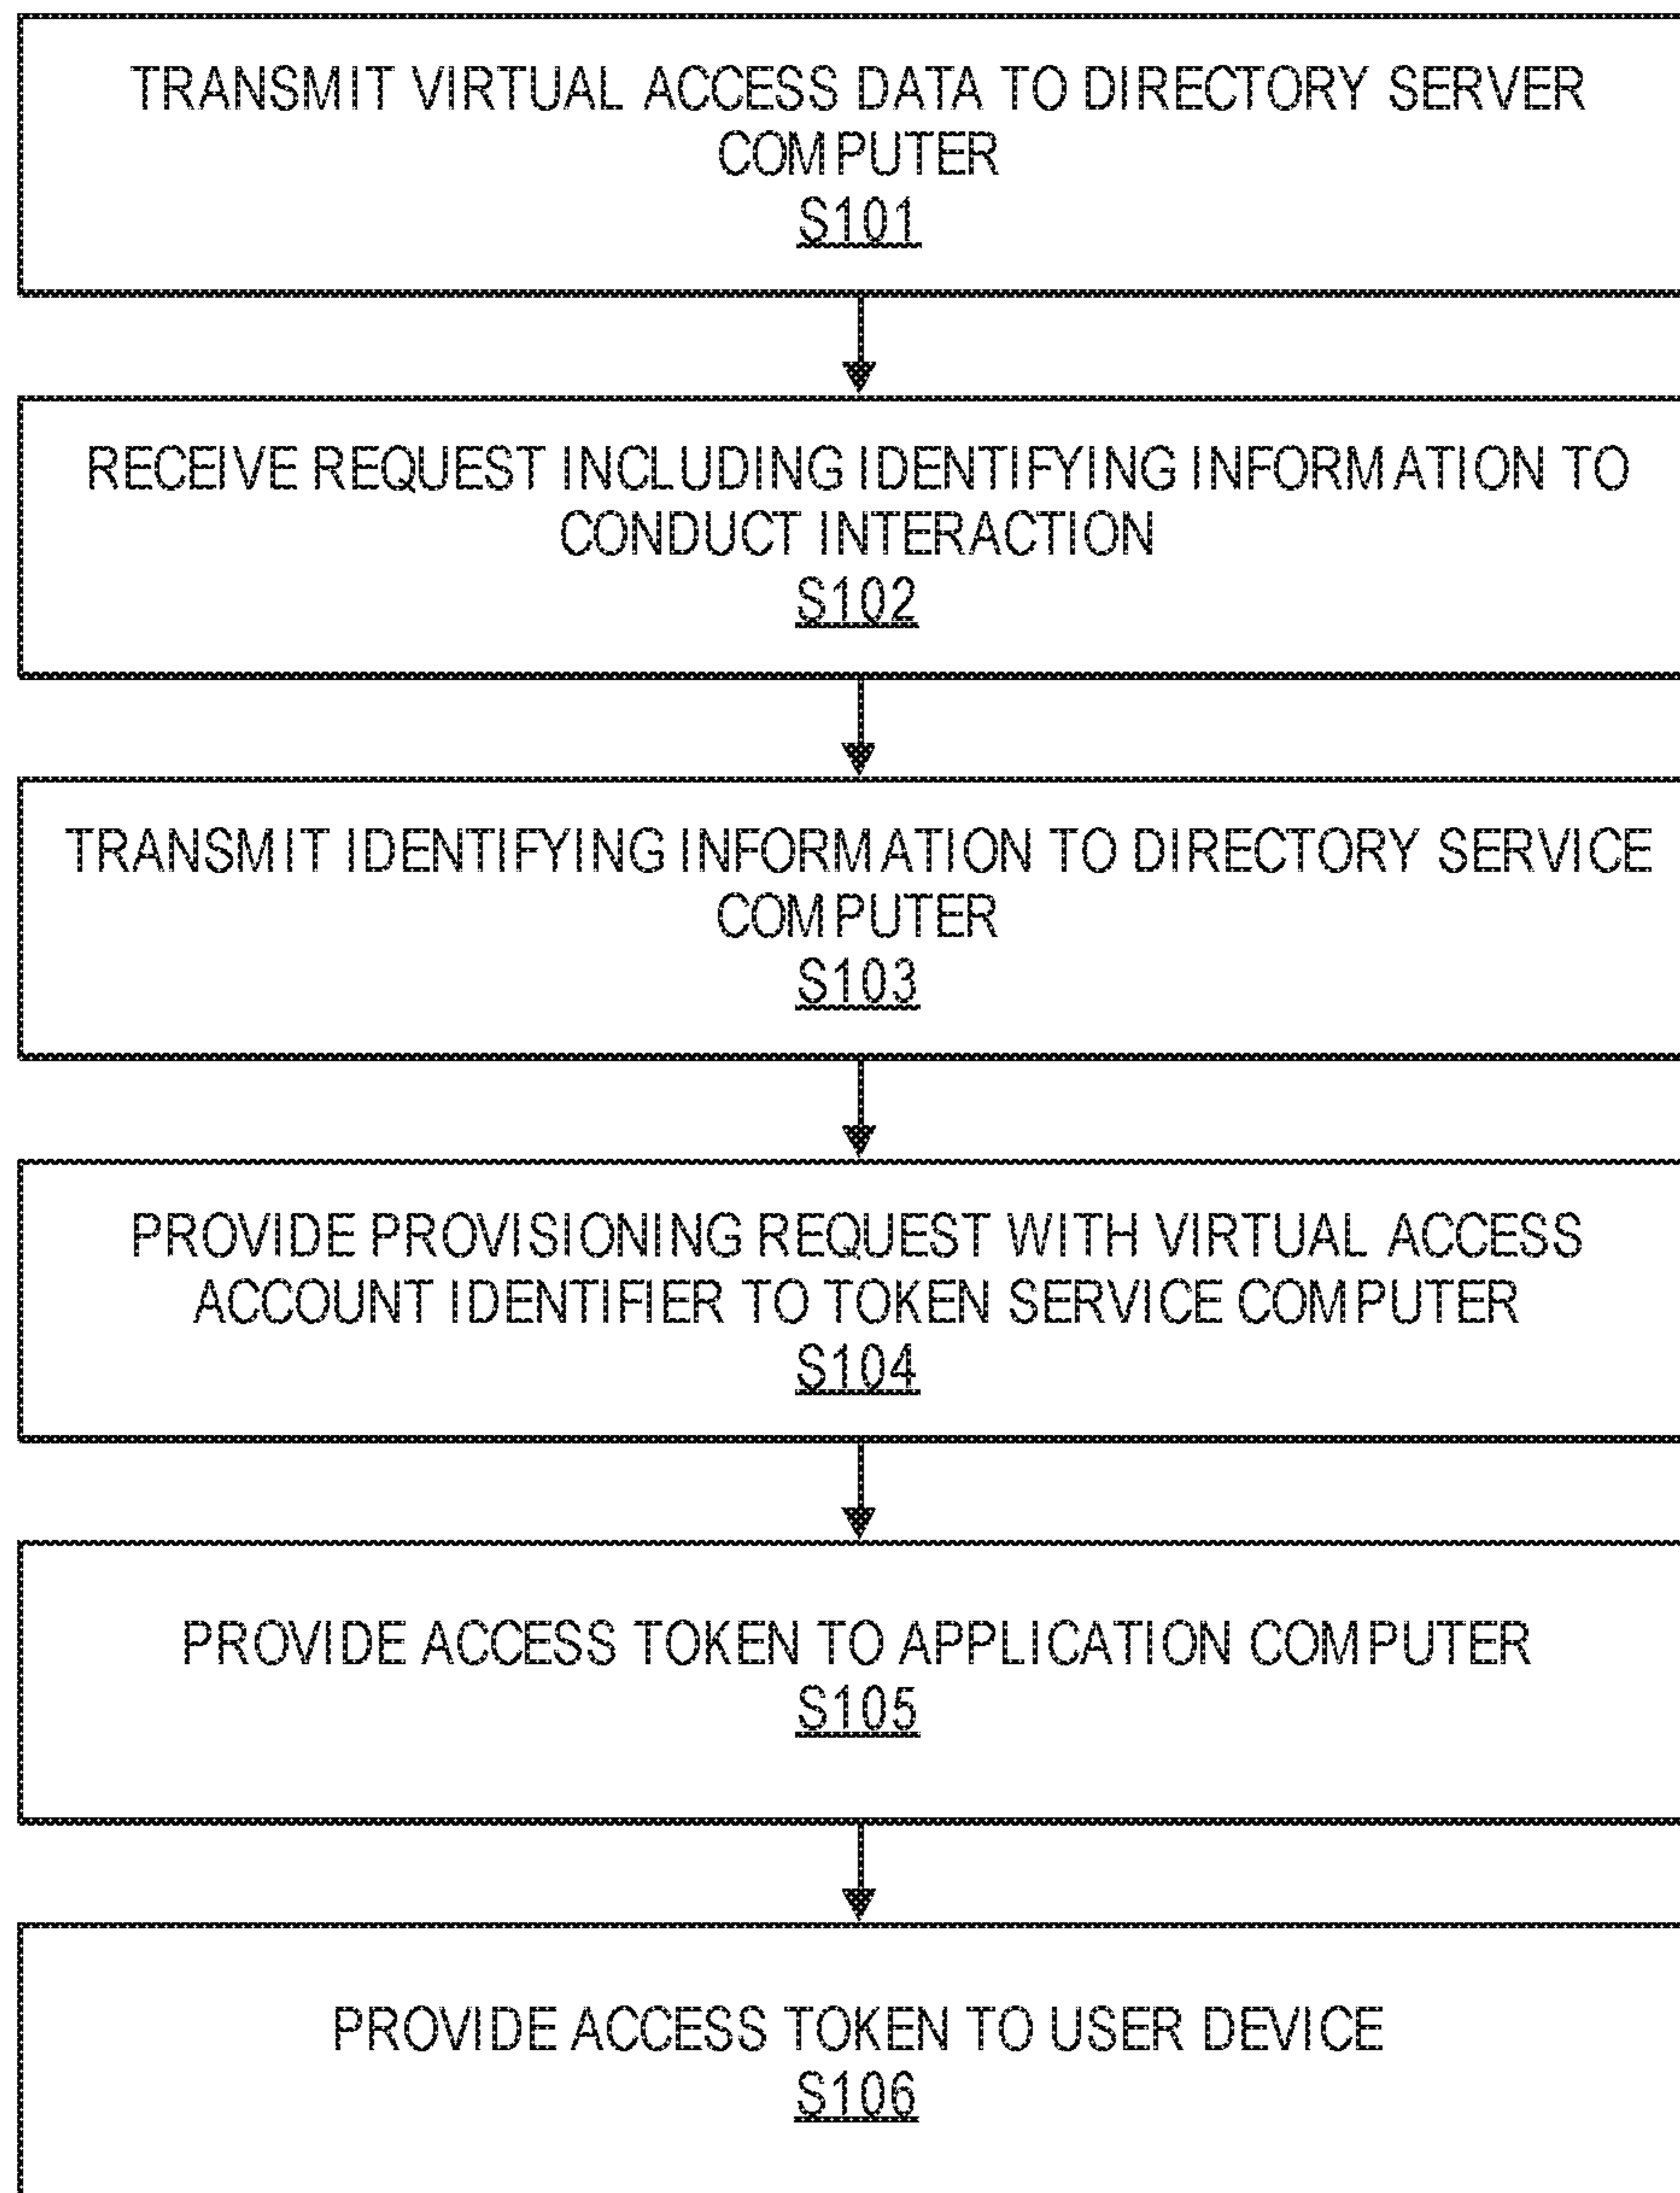 TRANSMIT VIRTUAL ACCESS DATA TO DIRECTORY SERVER
COMPUTER
S101
RECEIVE REQUEST INCLUDING IDENTIFYING INFORMATION TO
CONDUCT INTERACTION
S102
TRANSMIT IDENTIFYING INFORMATION TO DIRECTORY SERVICE
COMPUTER
S103
PROVIDE PROVISIONING REQUEST WITH VIRTUAL ACCESS
ACCOUNT IDENTIFIER TO TOKEN SERVICE COMPUTER
S104
PROVIDE ACCESS TOKEN TO APPLICATION COMPUTER
S105
PROVIDE ACCESS TOKEN TO USER DEVICE
S106